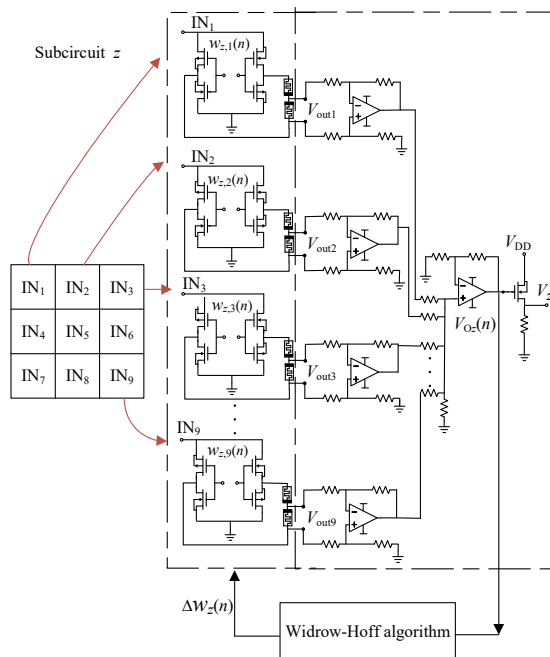 Subcircuit z
IN1
wz,1(n)
Vout1
IN2
wz,2(n)
Vout2
IN3
wz,3(n)
Vout3
IN9
wz,9(n)
Vout9
IN1 IN2 IN3
IN4 IN5 IN6
IN7 IN8 IN9
VDD
Vz
VOz(n)
ΔWz(n)
Widrow-Hoff algorithm